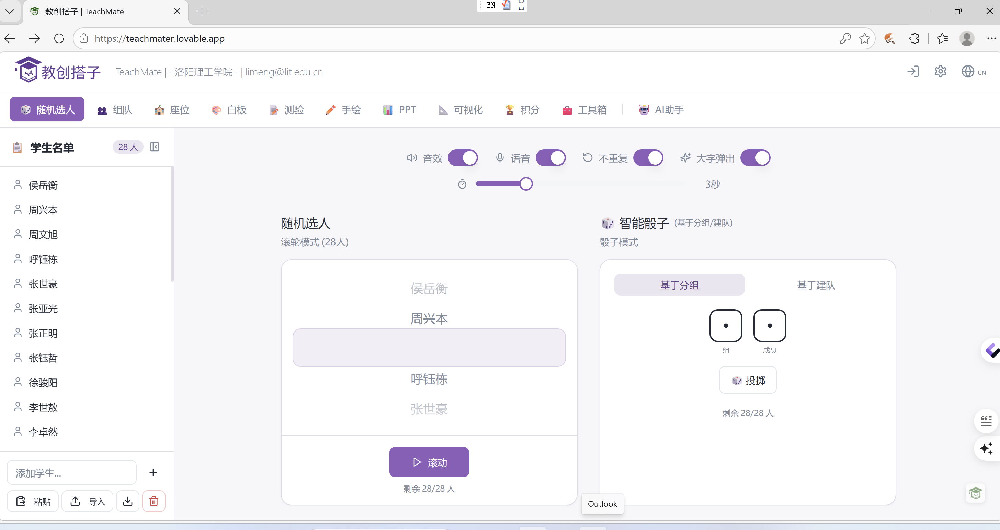 教创搭子 | TeachMate
EN
https://teachmater.lovable.app
教创搭子
TeachMate |--洛阳理工学院--| limeng@lit.edu.cn
CN
随机选人
组队
座位
白板
测验
手绘
PPT
可视化
积分
工具箱
AI助手
学生名单
28 人
侯岳衡
周兴本
周文旭
呼钰栋
张世豪
张亚光
张正明
张钰哲
徐骏阳
李世敖
李卓然
添加学生...
粘贴
导入
音效
语音
不重复
大字弹出
3秒
随机选人
滚轮模式 (28人)
侯岳衡
周兴本
呼钰栋
张世豪
滚动
剩余 28/28 人
智能骰子 (基于分组/建队)
骰子模式
基于分组
基于建队
组
成员
投掷
剩余 28/28 人
Outlook